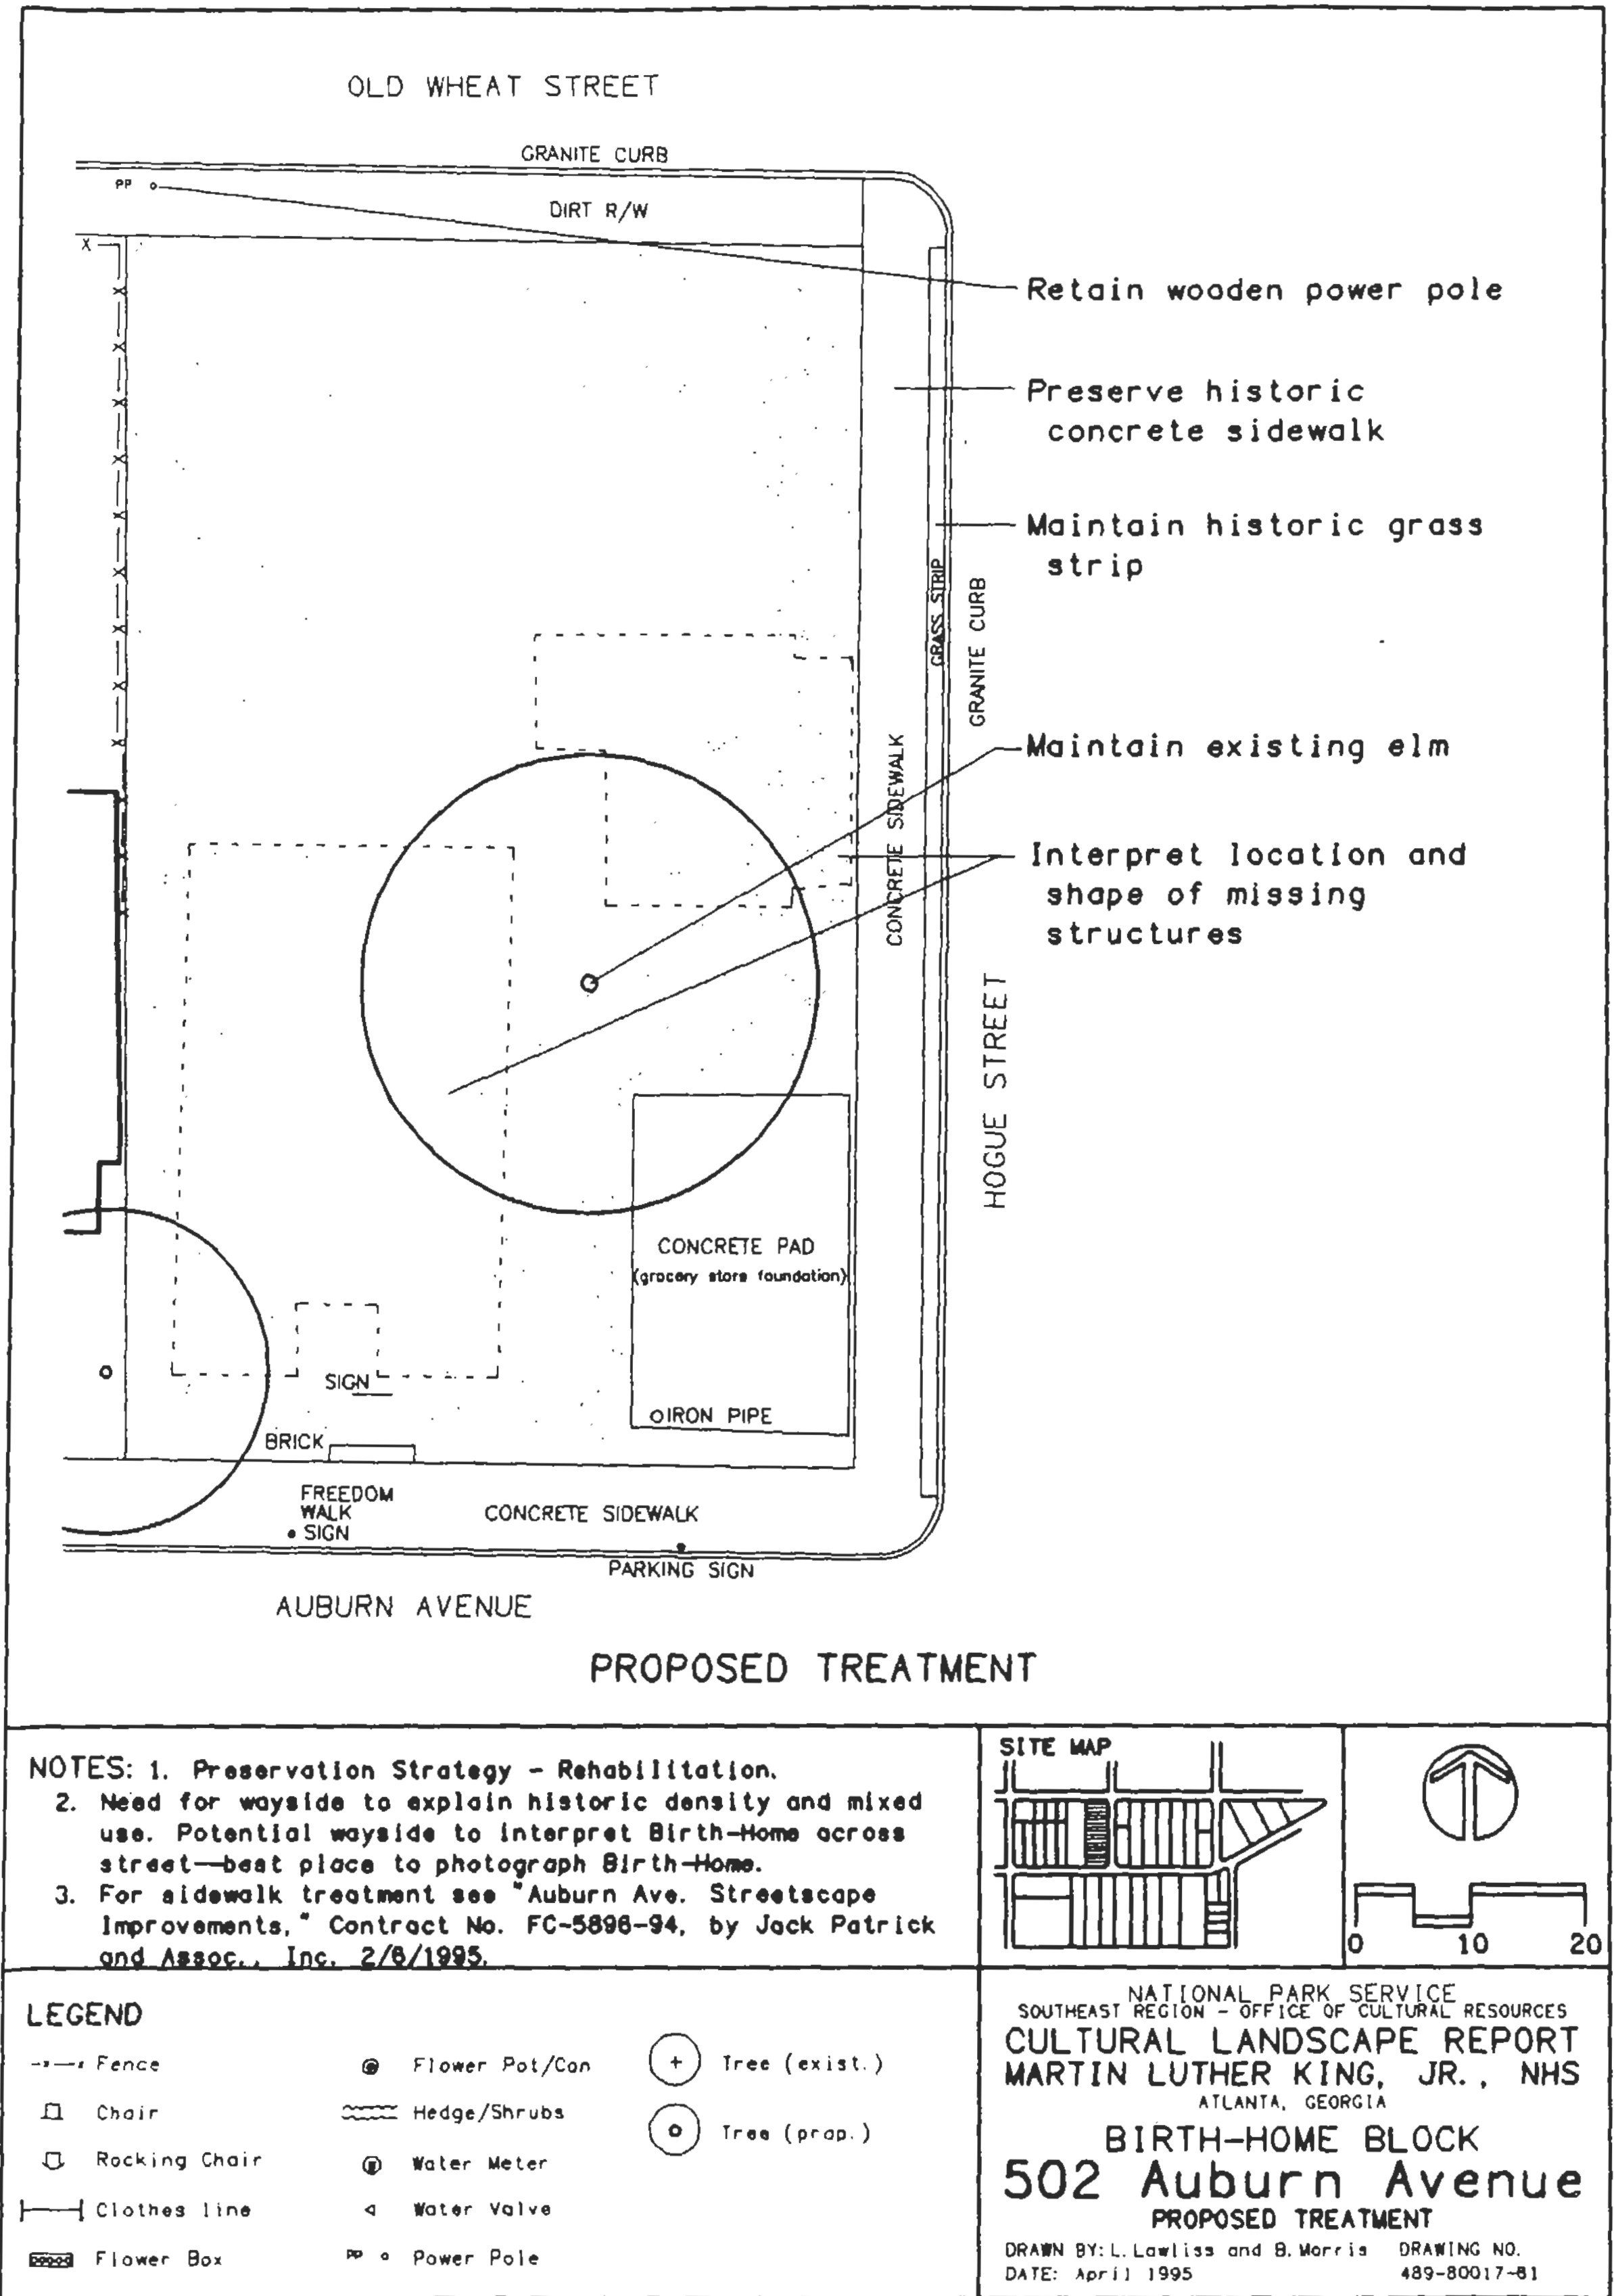 OLD WHEAT STREET
GRANITE CURB
PP
DIRT R/W
X
Retain wooden power pole
Preserve historic
concrete sidewalk
Maintain historic grass
strip
GRASS STRIP
GRANITE CURB
CONCRETE SIDEWALK
Maintain existing elm
Interpret location and
shape of missing
structures
HOGUE STREET
CONCRETE PAD
(grocery store foundation)
SIGN
IRON PIPE
BRICK
FREEDOM
WALK
SIGN
CONCRETE SIDEWALK
PARKING SIGN
AUBURN AVENUE
PROPOSED TREATMENT
NOTES: 1. Preservation Strategy - Rehabilitation.
2. Need for wayside to explain historic density and mixed
use. Potential wayside to interpret Birth-Home across
street—best place to photograph Birth-Home.
3. For sidewalk treatment see "Auburn Ave. Streetscape
Improvements," Contract No. FC-5896-94, by Jack Patrick
and Assoc., Inc. 2/6/1995.
SITE MAP
0 10 20
LEGEND
Fence
Chair
Rocking Chair
Clothes line
Flower Box
Flower Pot/Can
Hedge/Shrubs
Water Meter
Water Valve
PP Power Pole
Tree (exist.)
Tree (prop.)
NATIONAL PARK SERVICE
SOUTHEAST REGION - OFFICE OF CULTURAL RESOURCES
CULTURAL LANDSCAPE REPORT
MARTIN LUTHER KING, JR., NHS
ATLANTA, GEORGIA
BIRTH-HOME BLOCK
502 Auburn Avenue
PROPOSED TREATMENT
DRAWN BY: L. Lawliss and B. Morris DRAWING NO.
DATE: April 1995 489-80017-81